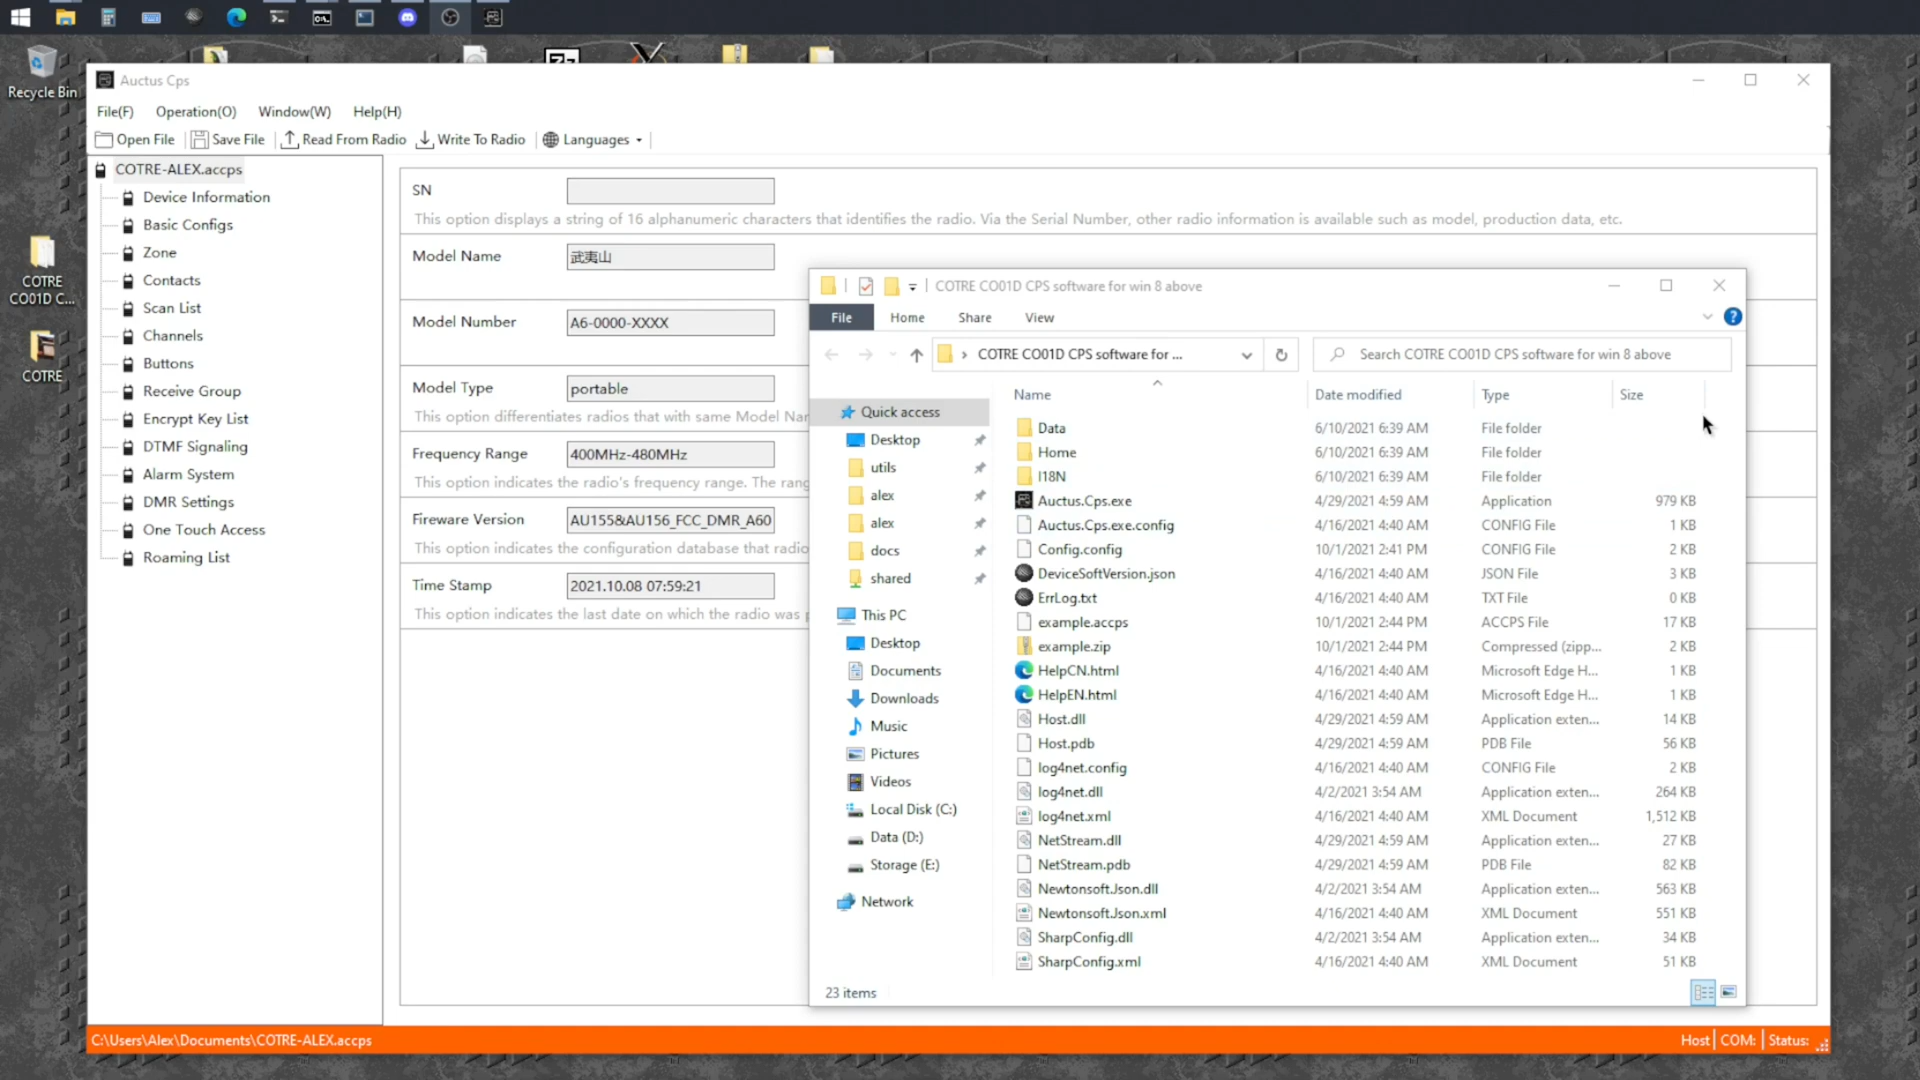 Recycle Bin
COTRE
CO01D C...
COTRE
Auctus Cps
File(F) Operation(O) Window(W) Help(H)
Open File Save File Read From Radio Write To Radio Languages
COTRE-ALEX.accps
Device Information
Basic Configs
Zone
Contacts
Scan List
Channels
Buttons
Receive Group
Encrypt Key List
DTMF Signaling
Alarm System
DMR Settings
One Touch Access
Roaming List
SN
This option displays a string of 16 alphanumeric characters that identifies the radio. Via the Serial Number, other radio information is available such as model, production data, etc.
Model Name 武夷山
Model Number A6-0000-XXXX
Model Type portable
This option differentiates radios that with same Model Nar
Frequency Range 400MHz-480MHz
This option indicates the radio's frequency range. The rang
Fireware Version AU155&AU156_FCC_DMR_A60
This option indicates the configuration database that radio
Time Stamp 2021.10.08 07:59:21
This option indicates the last date on which the radio was p
COTRE CO01D CPS software for win 8 above
File Home Share View
COTRE CO01D CPS software for ... Search COTRE CO01D CPS software for win 8 above
Quick access
Desktop
utils
alex
alex
docs
shared
This PC
Desktop
Documents
Downloads
Music
Pictures
Videos
Local Disk (C:)
Data (D:)
Storage (E:)
Network
Name Date modified Type Size
Data 6/10/2021 6:39 AM File folder
Home 6/10/2021 6:39 AM File folder
I18N 6/10/2021 6:39 AM File folder
Auctus.Cps.exe 4/29/2021 4:59 AM Application 979 KB
Auctus.Cps.exe.config 4/16/2021 4:40 AM CONFIG File 1 KB
Config.config 10/1/2021 2:41 PM CONFIG File 2 KB
DeviceSoftVersion.json 4/16/2021 4:40 AM JSON File 3 KB
ErrLog.txt 4/16/2021 4:40 AM TXT File 0 KB
example.accps 10/1/2021 2:44 PM ACCPS File 17 KB
example.zip 10/1/2021 2:44 PM Compressed (zipp... 2 KB
HelpCN.html 4/16/2021 4:40 AM Microsoft Edge H... 1 KB
HelpEN.html 4/16/2021 4:40 AM Microsoft Edge H... 1 KB
Host.dll 4/29/2021 4:59 AM Application exten... 14 KB
Host.pdb 4/29/2021 4:59 AM PDB File 56 KB
log4net.config 4/16/2021 4:40 AM CONFIG File 2 KB
log4net.dll 4/2/2021 3:54 AM Application exten... 264 KB
log4net.xml 4/16/2021 4:40 AM XML Document 1,512 KB
NetStream.dll 4/29/2021 4:59 AM Application exten... 27 KB
NetStream.pdb 4/29/2021 4:59 AM PDB File 82 KB
Newtonsoft.Json.dll 4/2/2021 3:54 AM Application exten... 563 KB
Newtonsoft.Json.xml 4/16/2021 4:40 AM XML Document 551 KB
SharpConfig.dll 4/2/2021 3:54 AM Application exten... 34 KB
SharpConfig.xml 4/16/2021 4:40 AM XML Document 51 KB
23 items
C:\Users\Alex\Documents\COTRE-ALEX.accps Host COM: Status: